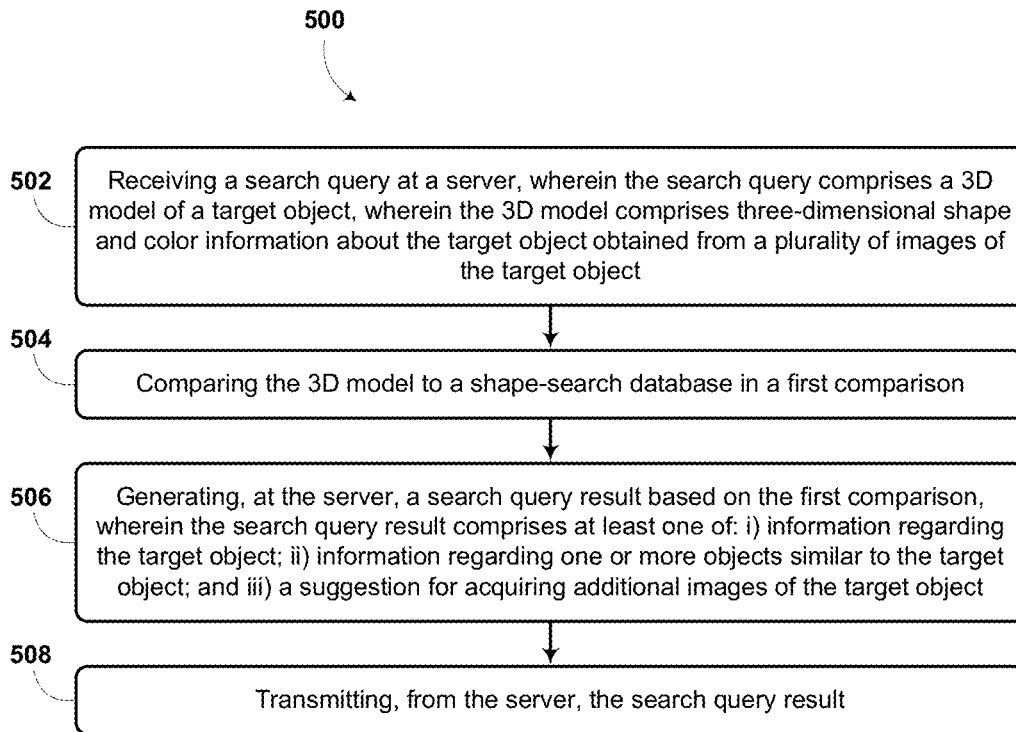 500
502
Receiving a search query at a server, wherein the search query comprises a 3D
model of a target object, wherein the 3D model comprises three-dimensional shape
and color information about the target object obtained from a plurality of images of
the target object
504
Comparing the 3D model to a shape-search database in a first comparison
506
Generating, at the server, a search query result based on the first comparison,
wherein the search query result comprises at least one of: i) information regarding
the target object; ii) information regarding one or more objects similar to the target
object; and iii) a suggestion for acquiring additional images of the target object
508
Transmitting, from the server, the search query result